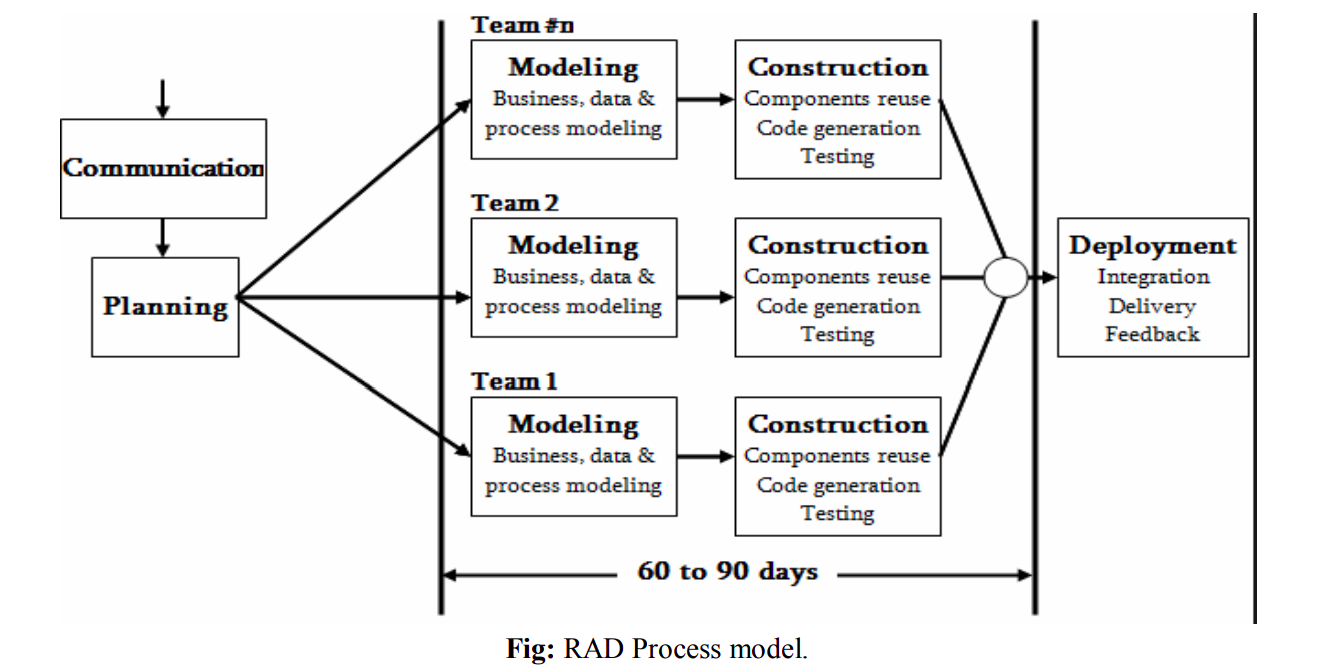 Communication
Planning
Team #n
Modeling
Business, data &
process modeling
Construction
Components reuse
Code generation
Testing
Team 2
Modeling
Business, data &
process modeling
Construction
Components reuse
Code generation
Testing
Team 1
Modeling
Business, data &
process modeling
Construction
Components reuse
Code generation
Testing
60 to 90 days
Deployment
Integration
Delivery
Feedback
Fig: RAD Process model.